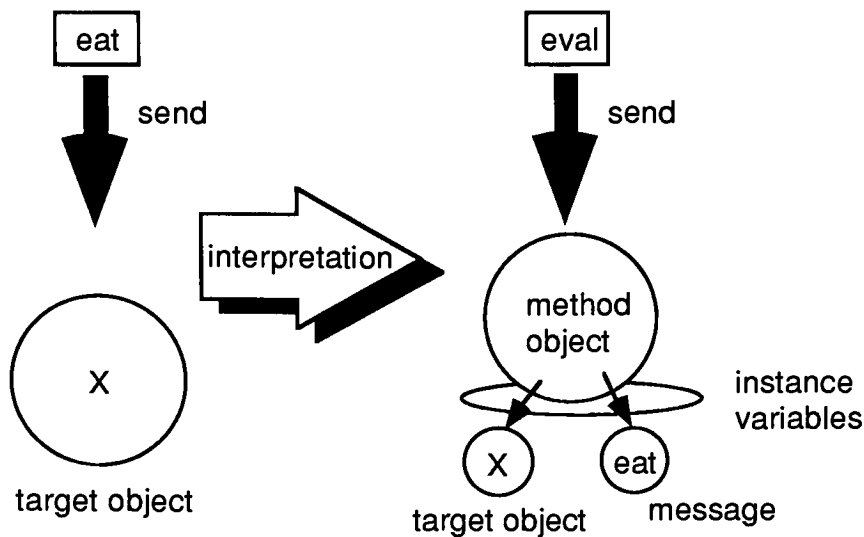 eat
send
X
target object
interpretation
eval
send
method
object
instance
variables
X
eat
target object
message